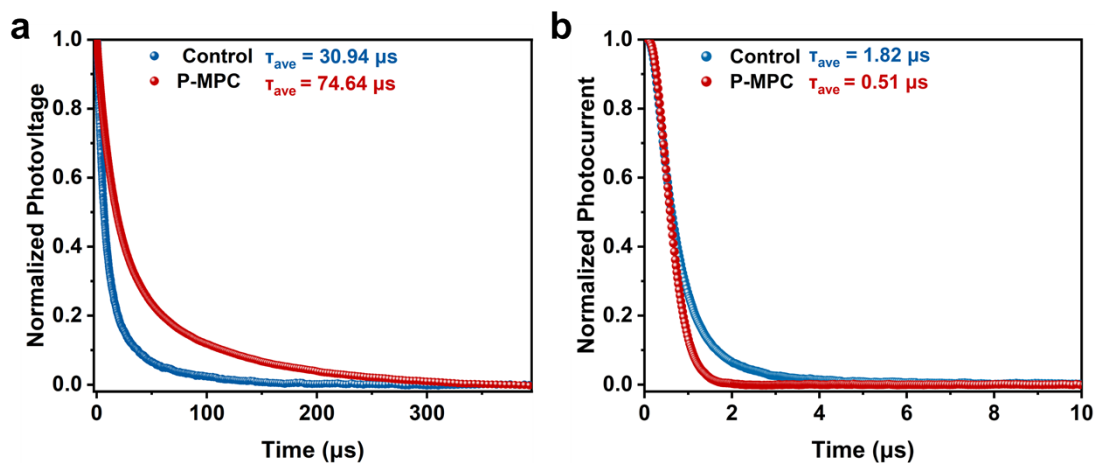 a
Normalized Photovltage
1.0
0.8
0.6
0.4
0.2
0.0
Control τave = 30.94 μs
P-MPC τave = 74.64 μs
0 100 200 300
Time (μs)
b
Normalized Photocurrent
1.0
0.8
0.6
0.4
0.2
0.0
Control τave = 1.82 μs
P-MPC τave = 0.51 μs
0 2 4 6 8 10
Time (μs)